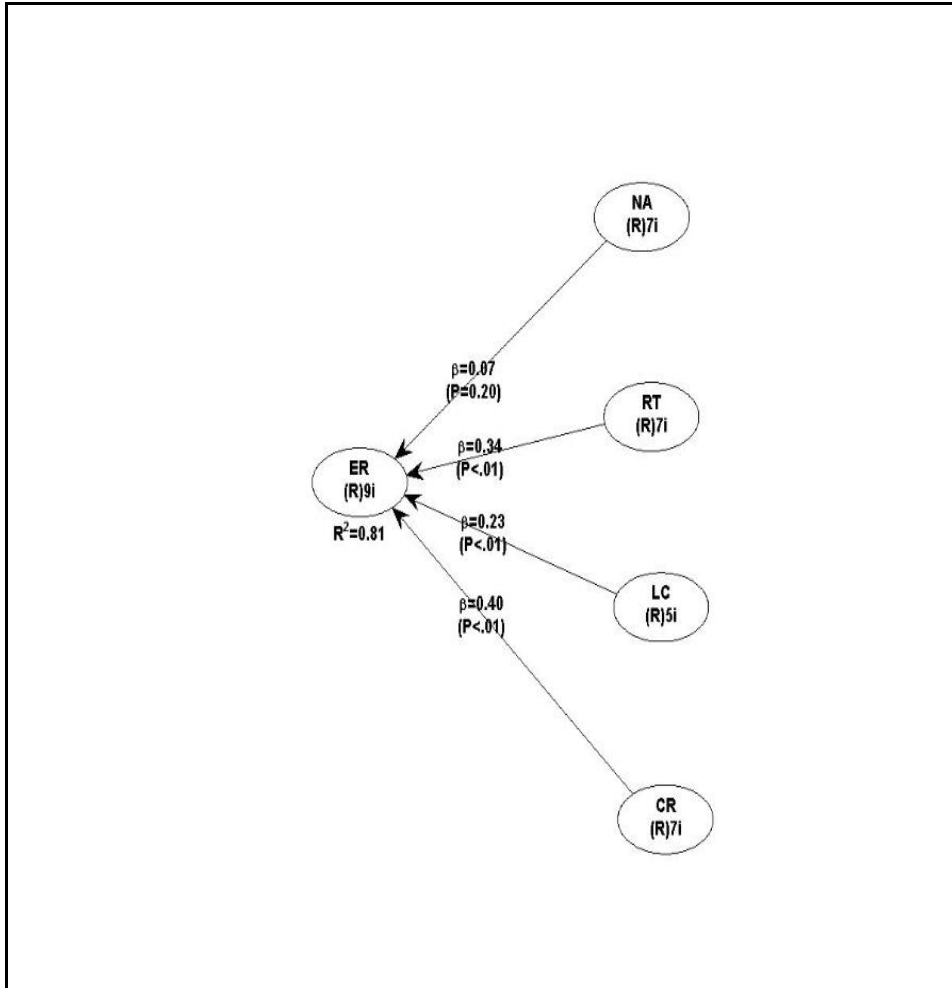 NA
(R)7i
β=0.07
(P=0.20)
RT
(R)7i
β=0.34
(P<.01)
ER
(R)9i
R²=0.81
β=0.23
(P<.01)
LC
(R)5i
β=0.40
(P<.01)
CR
(R)7i